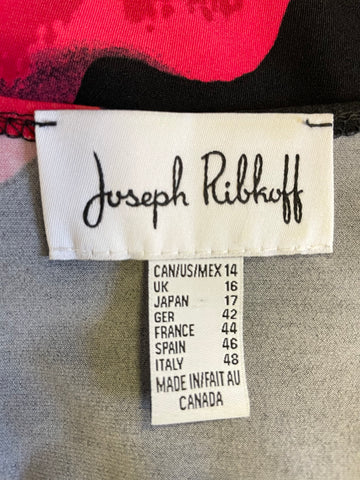 Joseph Ribkoff
CAN/US/MEX 14
UK 16
JAPAN 17
GER 42
FRANCE 44
SPAIN 46
ITALY 48
MADE IN/FAIT AU
CANADA